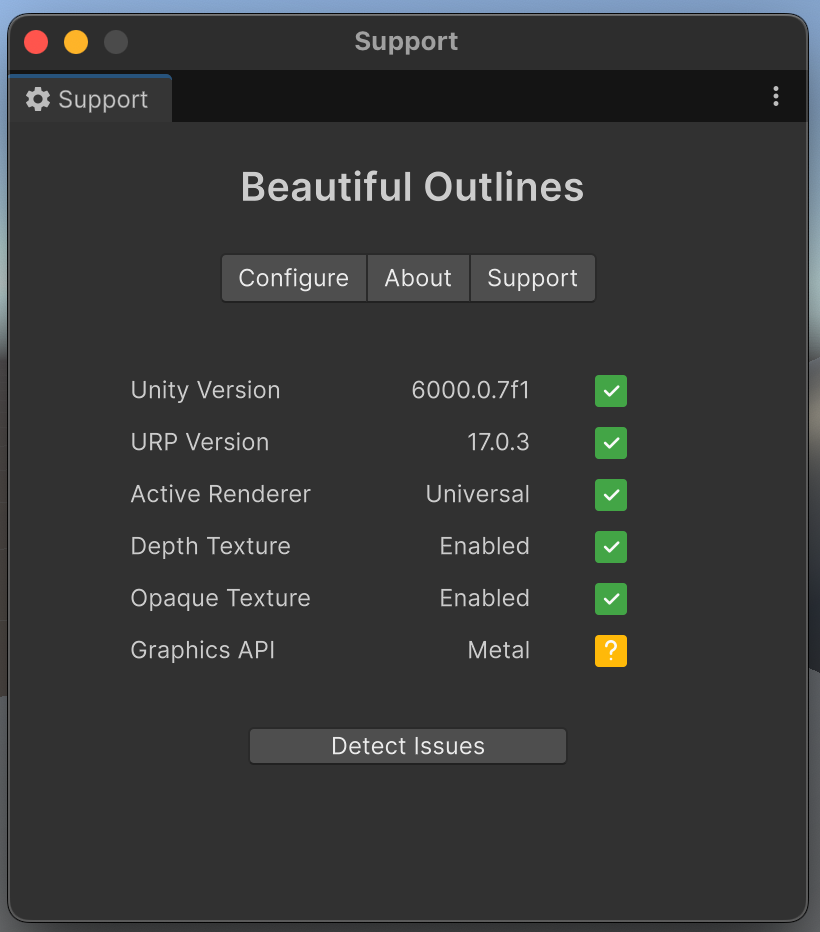 Support
Support
Beautiful Outlines
Configure About Support
Unity Version 6000.0.7f1
URP Version 17.0.3
Active Renderer Universal
Depth Texture Enabled
Opaque Texture Enabled
Graphics API Metal ?
Detect Issues